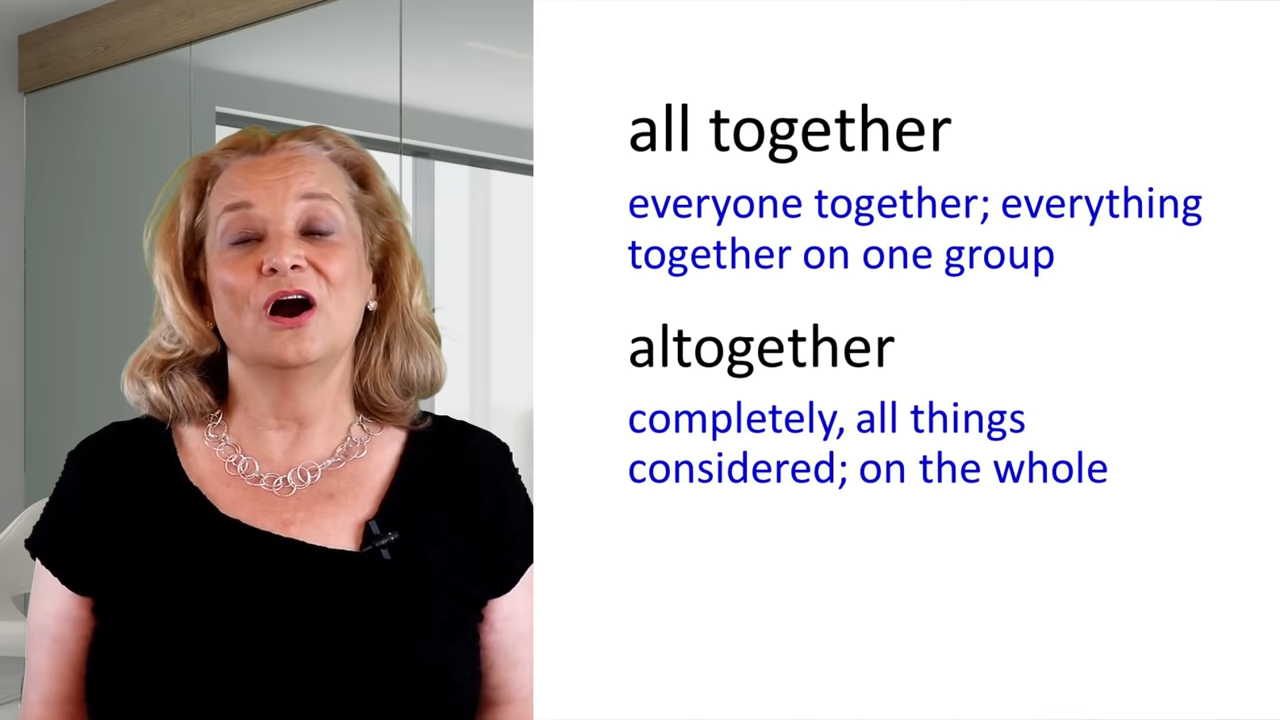 all together
everyone together; everything
together on one group
altogether
completely, all things
considered; on the whole